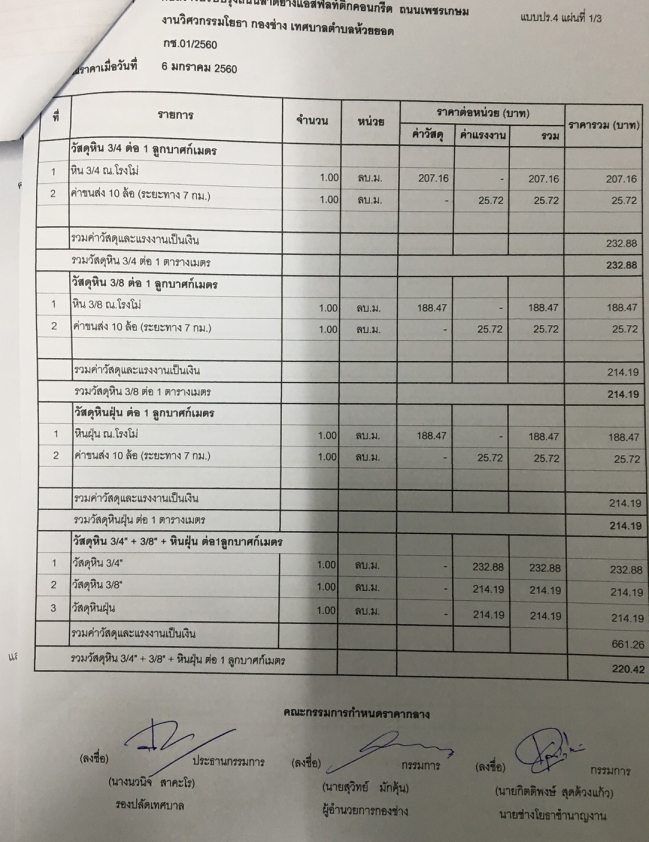 ถนนลาดยางแอสฟัลท์ติกคอนกรีต ถนนเพชรเกษม
แบบปร.4 แผ่นที่ 1/3
งานวิศวกรรมโยธา กองช่าง เทศบาลตำบลห้วยยอด
กช.01/2560
ราคาเมื่อวันที่ 6 มกราคม 2560
ที่ รายการ จำนวน หน่วย ราคาต่อหน่วย (บาท) ราคารวม (บาท)
ค่าวัสดุ ค่าแรงงาน รวม
วัสดุหิน 3/4 ต่อ 1 ลูกบาศก์เมตร
1 หิน 3/4 ณ.โรงโม่ 1.00 ลบ.ม. 207.16 - 207.16 207.16
2 ค่าขนส่ง 10 ล้อ (ระยะทาง 7 กม.) 1.00 ลบ.ม. - 25.72 25.72 25.72
รวมค่าวัสดุและแรงงานเป็นเงิน 232.88
รวมวัสดุหิน 3/4 ต่อ 1 ตารางเมตร 232.88
วัสดุหิน 3/8 ต่อ 1 ลูกบาศก์เมตร
1 หิน 3/8 ณ.โรงโม่ 1.00 ลบ.ม. 188.47 - 188.47 188.47
2 ค่าขนส่ง 10 ล้อ (ระยะทาง 7 กม.) 1.00 ลบ.ม. - 25.72 25.72 25.72
รวมค่าวัสดุและแรงงานเป็นเงิน 214.19
รวมวัสดุหิน 3/8 ต่อ 1 ตารางเมตร 214.19
วัสดุหินฝุ่น ต่อ 1 ลูกบาศก์เมตร
1 หินฝุ่น ณ.โรงโม่ 1.00 ลบ.ม. 188.47 - 188.47 188.47
2 ค่าขนส่ง 10 ล้อ (ระยะทาง 7 กม.) 1.00 ลบ.ม. - 25.72 25.72 25.72
รวมค่าวัสดุและแรงงานเป็นเงิน 214.19
รวมวัสดุหินฝุ่น ต่อ 1 ตารางเมตร 214.19
วัสดุหิน 3/4" + 3/8" + หินฝุ่น ต่อ1ลูกบาศก์เมตร
1 วัสดุหิน 3/4" 1.00 ลบ.ม. - 232.88 232.88 232.88
2 วัสดุหิน 3/8" 1.00 ลบ.ม. - 214.19 214.19 214.19
3 วัสดุหินฝุ่น 1.00 ลบ.ม. - 214.19 214.19 214.19
รวมค่าวัสดุและแรงงานเป็นเงิน 661.26
รวมวัสดุหิน 3/4" + 3/8" + หินฝุ่น ต่อ 1 ลูกบาศก์เมตร 220.42
คณะกรรมการกำหนดราคากลาง
(ลงชื่อ) ประธานกรรมการ (ลงชื่อ) กรรมการ (ลงชื่อ) กรรมการ
(นางนวนิจ สาคะโร) (นายสุวิทย์ มักคุ้น) (นายกิตติพงษ์ สุดด้วงแก้ว)
รองปลัดเทศบาล ผู้อำนวยการกองช่าง นายช่างโยธาชำนาญงาน